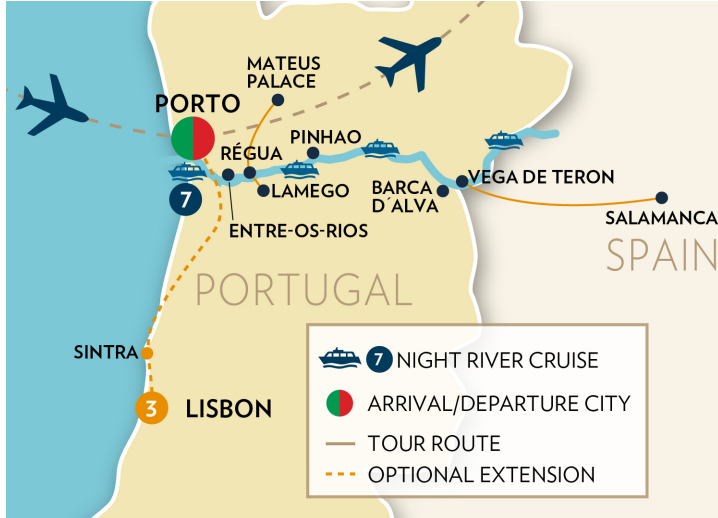 MATEUS
PALACE
PORTO
PINHAO
RÉGUA
VEGA DE TERON
7
LAMEGO
BARCA
D´ALVA
SALAMANCA
ENTRE-OS-RIOS
SPAIN
PORTUGAL
SINTRA
3
LISBON
7 NIGHT RIVER CRUISE
ARRIVAL/DEPARTURE CITY
TOUR ROUTE
OPTIONAL EXTENSION